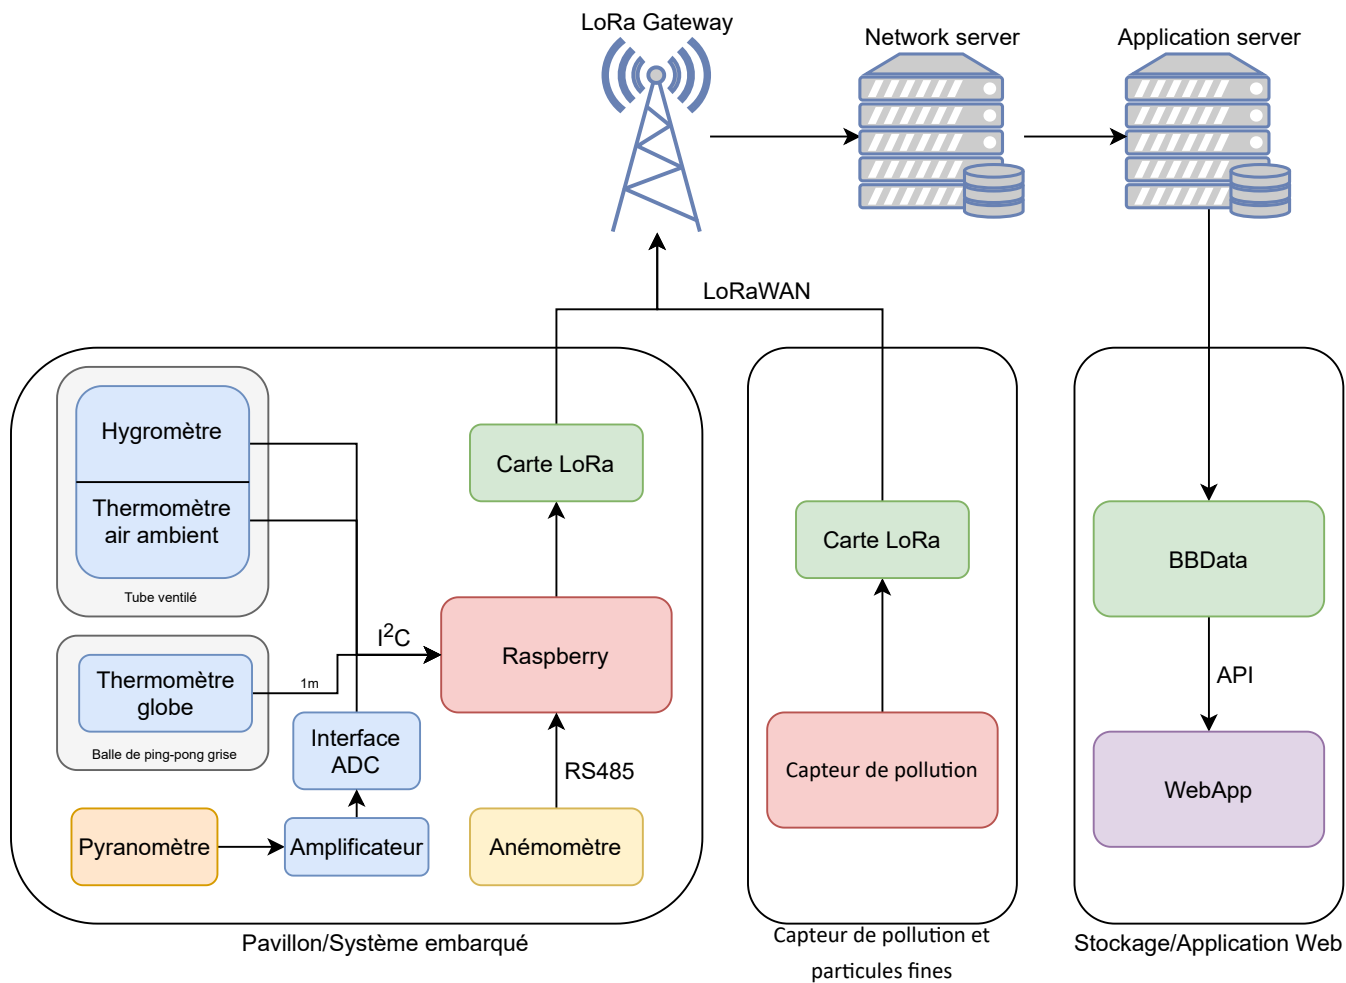 LoRa Gateway
Network server
Application server
LoRaWAN
Hygromètre
Thermomètre
air ambient
Tube ventilé
Thermomètre
globe
Balle de ping-pong grise
1m
I²C
Carte LoRa
Raspberry
Interface
ADC
RS485
Pyranomètre
Amplificateur
Anémomètre
Pavillon/Système embarqué
Carte LoRa
Capteur de pollution
Capteur de pollution et
particules fines
BBData
API
WebApp
Stockage/Application Web